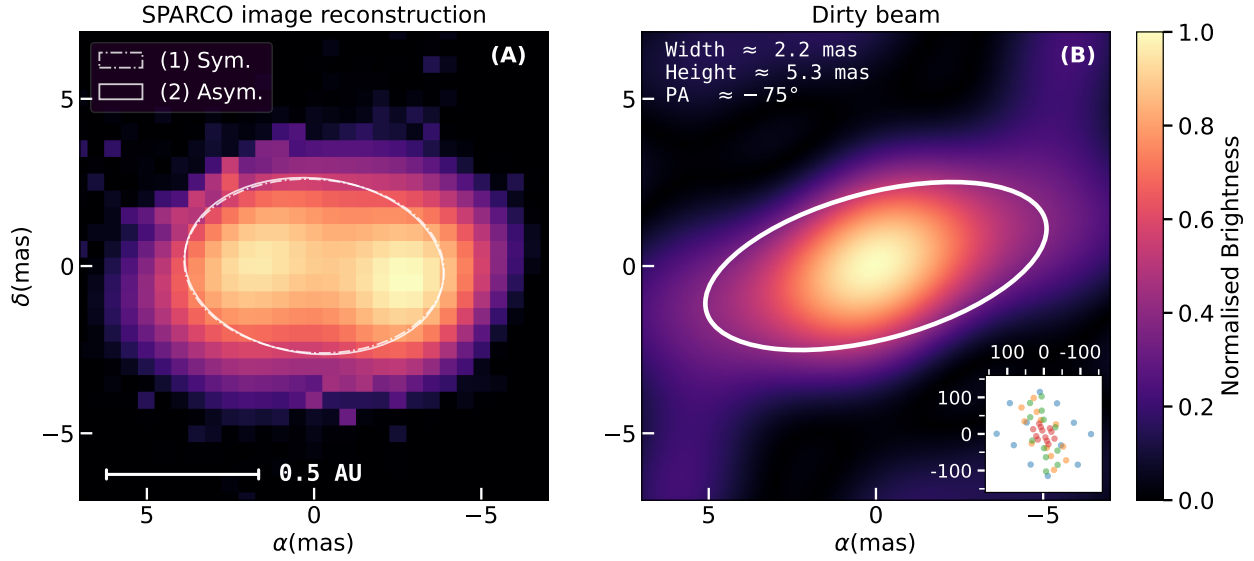 SPARCO image reconstruction
(1) Sym.
(2) Asym.
(A)
5
0
−5
δ(mas)
0.5 AU
5
0
−5
α(mas)
Dirty beam
Width ≈ 2.2 mas
Height ≈ 5.3 mas
PA ≈ −75°
(B)
5
0
−5
100 0 -100
100
0
-100
5
0
−5
α(mas)
1.0
0.8
0.6
0.4
0.2
0.0
Normalised Brightness